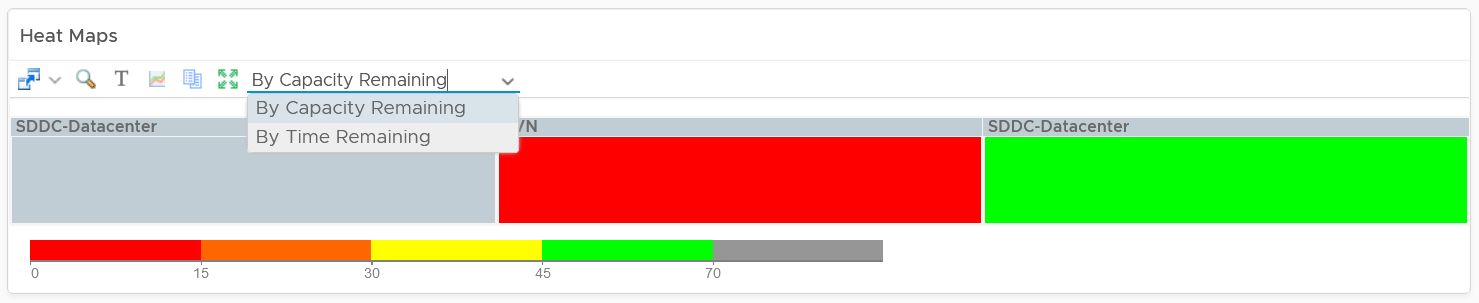 Heat Maps
T
By Capacity Remaining
By Capacity Remaining
By Time Remaining
SDDC-Datacenter
SDDC-Datacenter
0 15 30 45 70